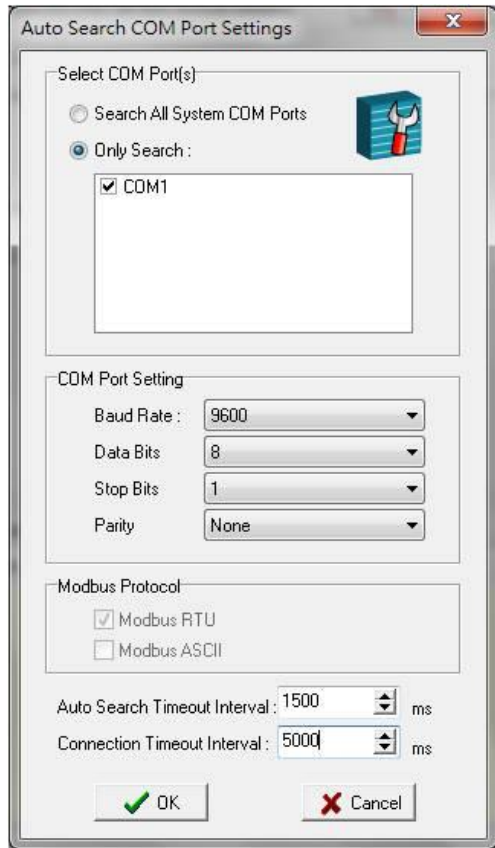 Auto Search COM Port Settings
Select COM Port(s)
Search All System COM Ports
Only Search :
COM1
COM Port Setting
Baud Rate : 9600
Data Bits 8
Stop Bits 1
Parity None
Modbus Protocol
Modbus RTU
Modbus ASCII
Auto Search Timeout Interval : 1500 ms
Connection Timeout Interval : 5000 ms
OK Cancel